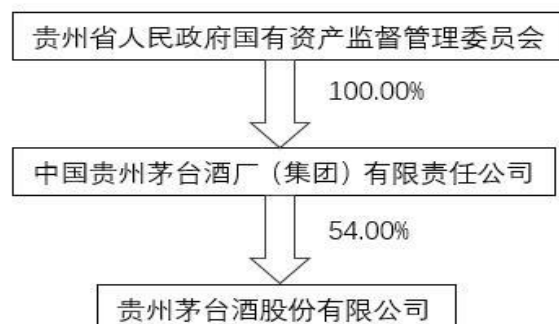 贵州省人民政府国有资产监督管理委员会
100.00%
中国贵州茅台酒厂（集团）有限责任公司
54.00%
贵州茅台酒股份有限公司